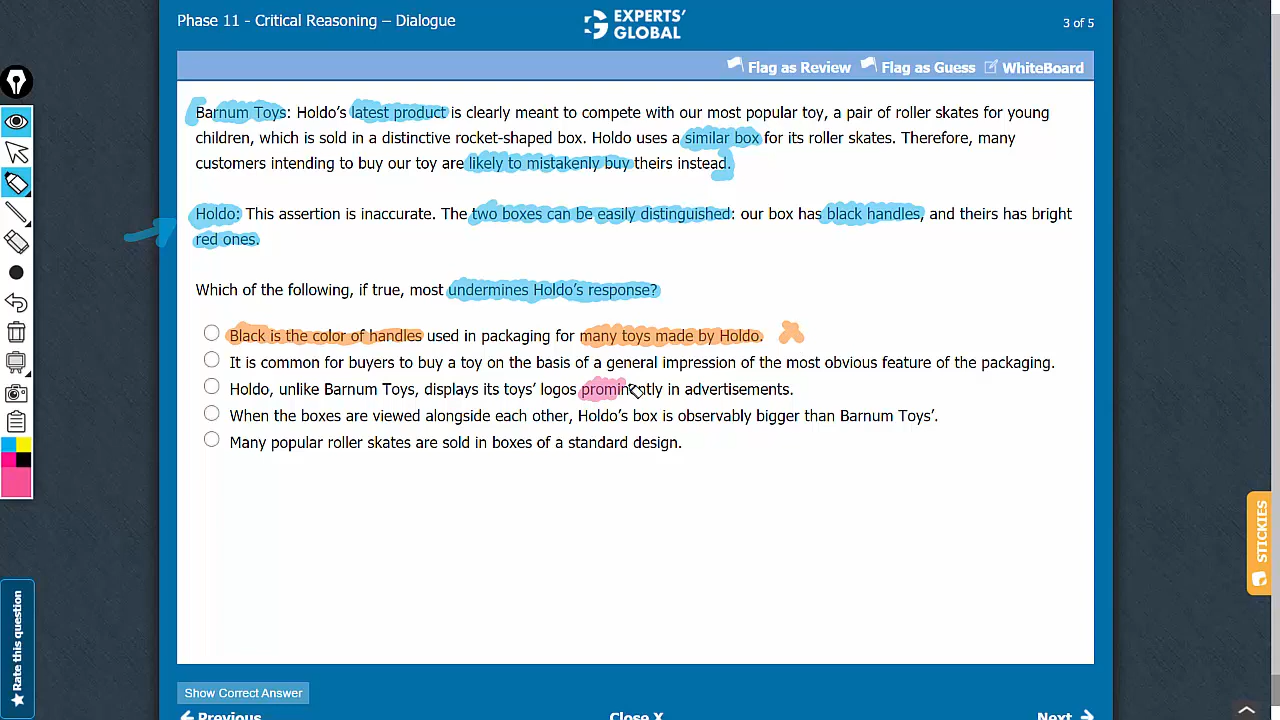 Phase 11 - Critical Reasoning – Dialogue
EXPERTS'
GLOBAL
3 of 5
Flag as Review
Flag as Guess
WhiteBoard
Barnum Toys: Holdo's latest product is clearly meant to compete with our most popular toy, a pair of roller skates for young
children, which is sold in a distinctive rocket-shaped box. Holdo uses a similar box for its roller skates. Therefore, many
customers intending to buy our toy are likely to mistakenly buy theirs instead.
Holdo: This assertion is inaccurate. The two boxes can be easily distinguished: our box has black handles, and theirs has bright
red ones.
Which of the following, if true, most undermines Holdo's response?
Black is the color of handles used in packaging for many toys made by Holdo.
It is common for buyers to buy a toy on the basis of a general impression of the most obvious feature of the packaging.
Holdo, unlike Barnum Toys, displays its toys' logos prominently in advertisements.
When the boxes are viewed alongside each other, Holdo's box is observably bigger than Barnum Toys'.
Many popular roller skates are sold in boxes of a standard design.
STICKIES
Rate this question
Show Correct Answer
Previous
Close X
Next